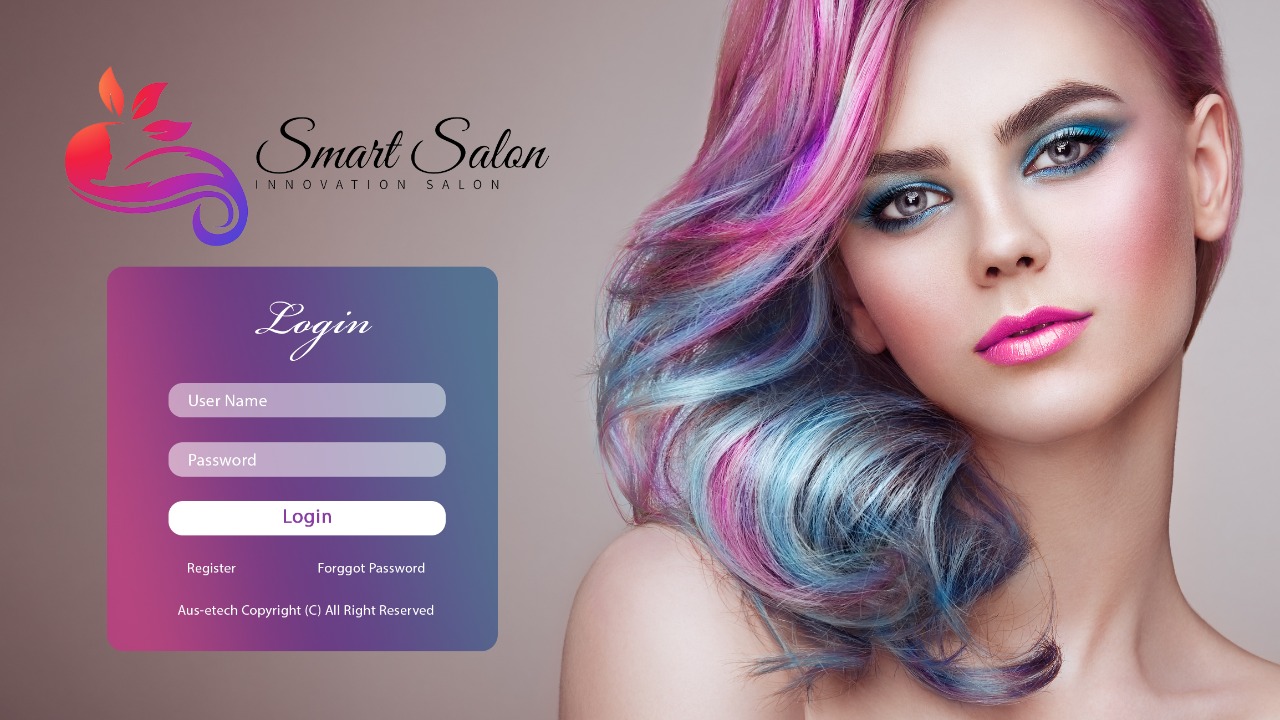 Smart Salon
INNOVATION SALON
Login
User Name
Password
Login
Register
Forggot Password
Aus-etech Copyright (C) All Right Reserved